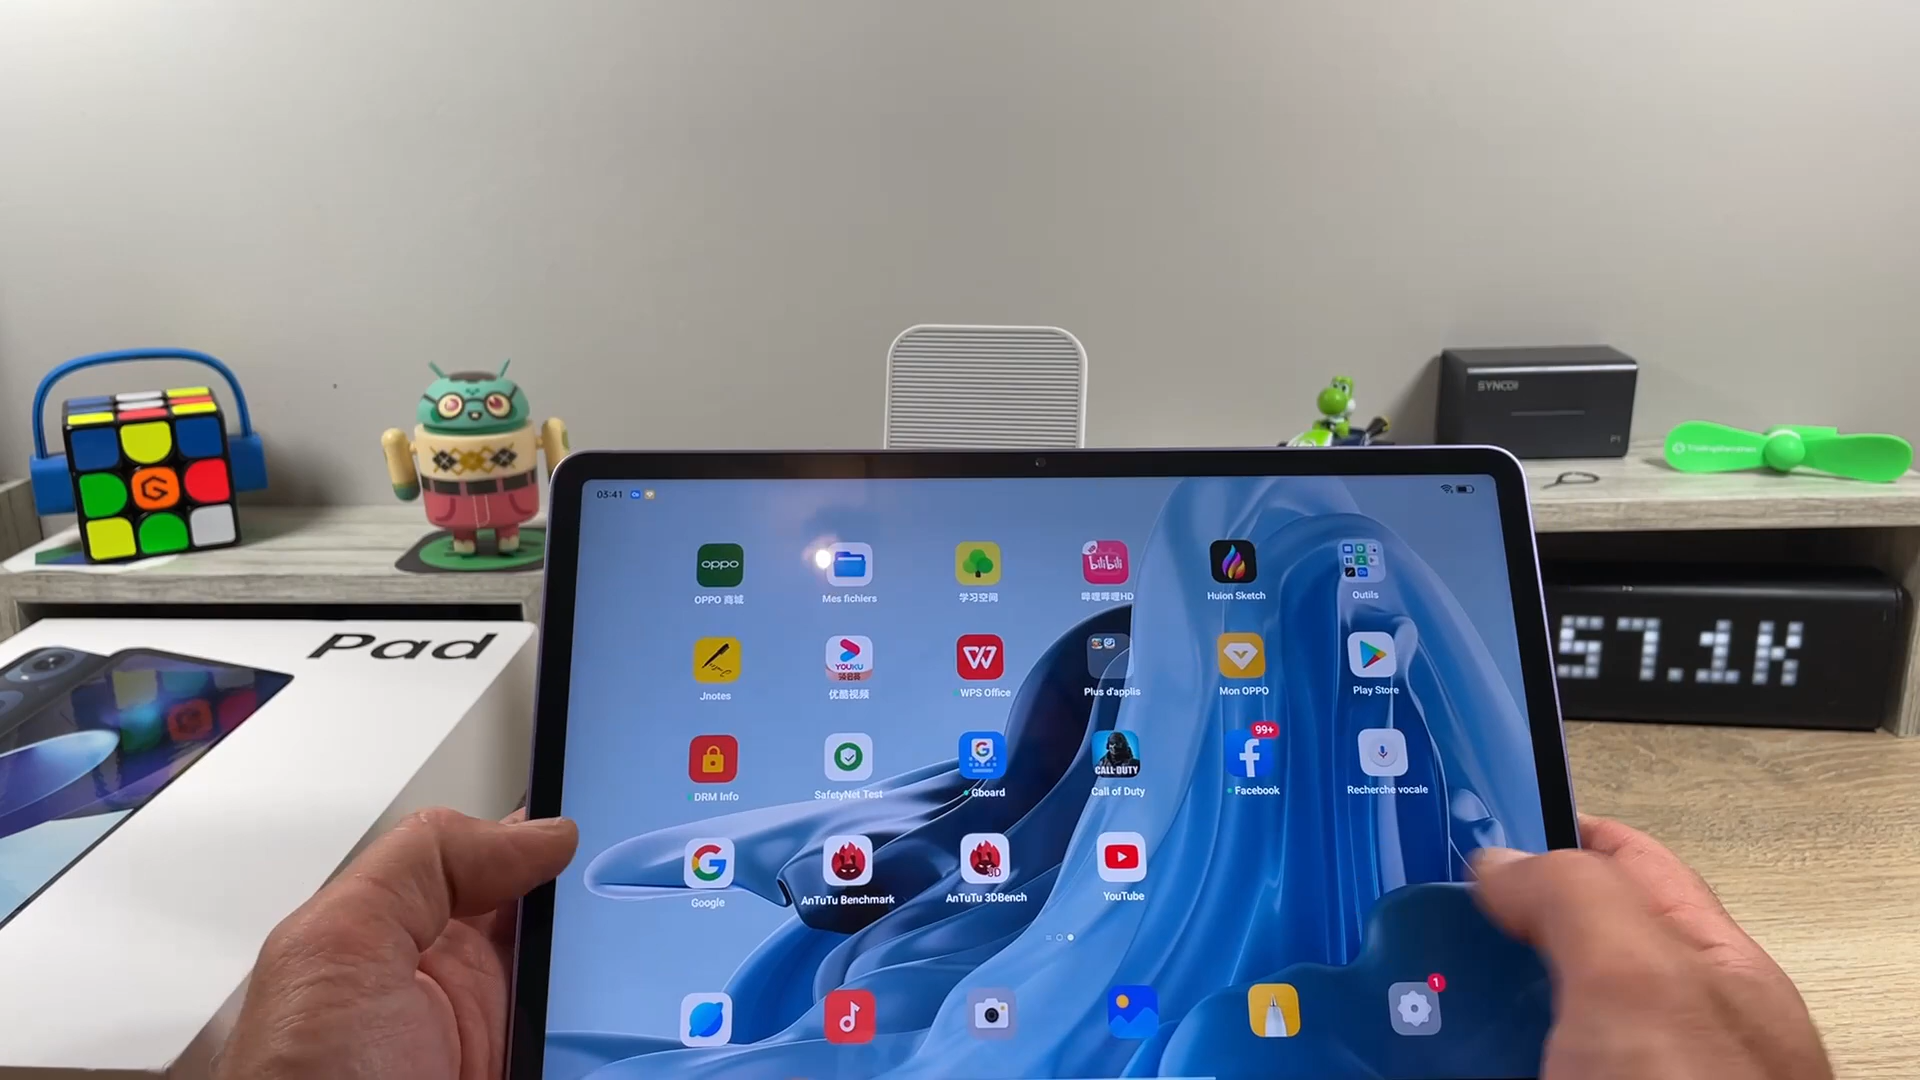 SYNCO
P1
Pad
03:41
oppo
bilibili
OPPO 商城
Mes fichiers
学习空间
哔哩哔哩HD
Huion Sketch
Outils
57.1K
YOUKU
Jnotes
优酷视频
WPS Office
Plus d'applis
Mon OPPO
Play Store
99+
CALL·DUTY
DRM Info
SafetyNet Test
Gboard
Call of Duty
Facebook
Recherche vocale
3D
Google
AnTuTu Benchmark
AnTuTu 3DBench
YouTube
1